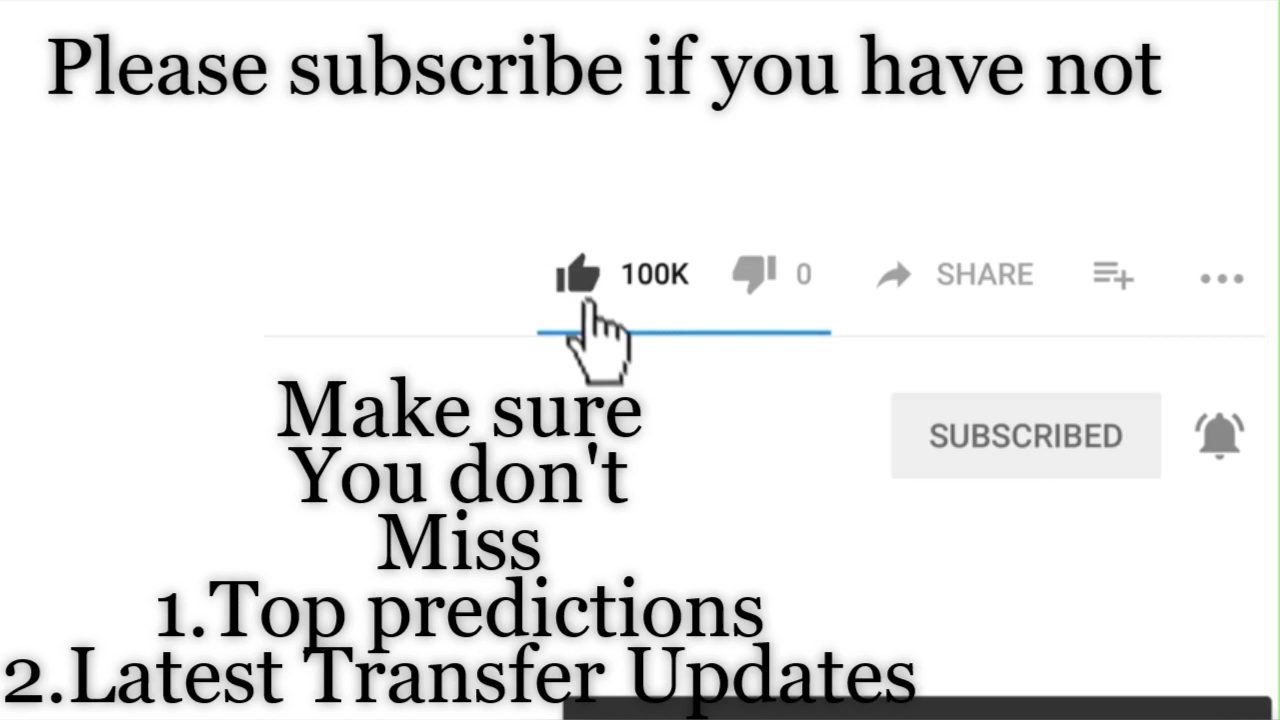 Please subscribe if you have not
100K 0 SHARE
Make sure
SUBSCRIBED
You don't
Miss
1.Top predictions
2.Latest Transfer Updates